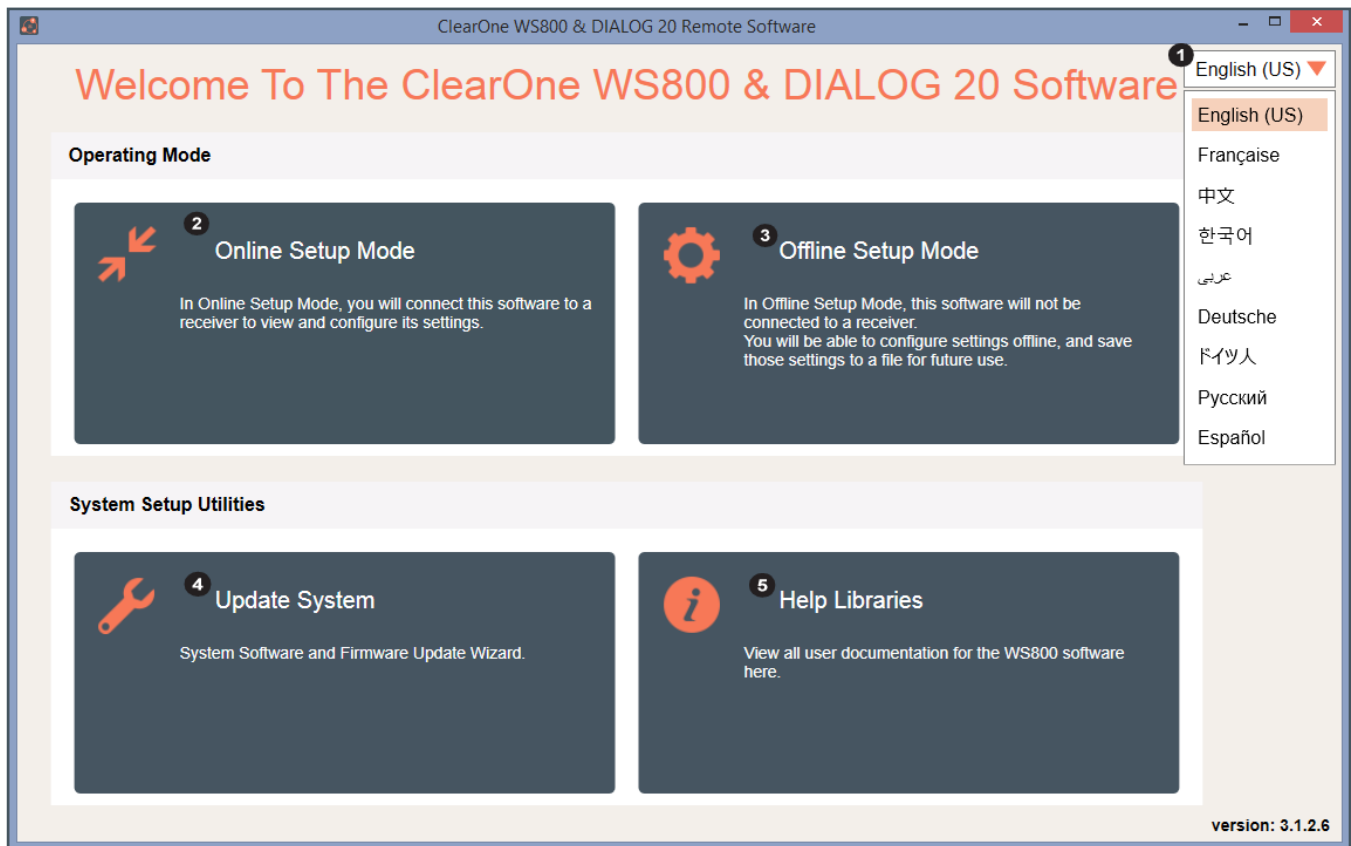 ClearOne WS800 & DIALOG 20 Remote Software
Welcome To The ClearOne WS800 & DIALOG 20 Software
1
English (US)
English (US)
Française
中文
한국어
عربى
Deutsche
ドイツ人
Русский
Español
Operating Mode
2
Online Setup Mode
In Online Setup Mode, you will connect this software to a
receiver to view and configure its settings.
3
Offline Setup Mode
In Offline Setup Mode, this software will not be
connected to a receiver.
You will be able to configure settings offline, and save
those settings to a file for future use.
System Setup Utilities
4
Update System
System Software and Firmware Update Wizard.
5
Help Libraries
View all user documentation for the WS800 software
here.
version: 3.1.2.6